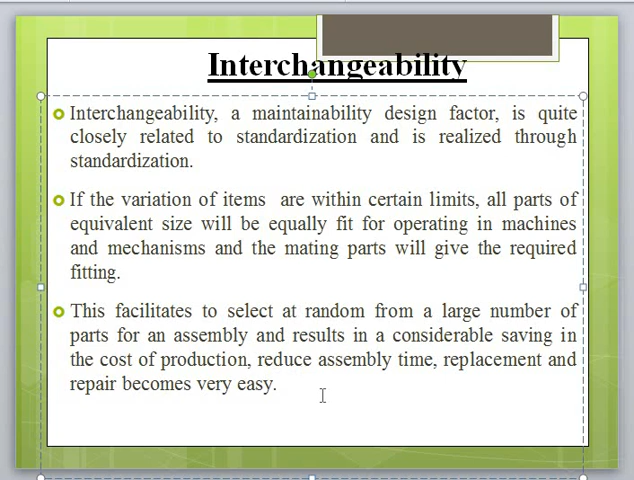 Interchangeability
Interchangeability, a maintainability design factor, is quite
closely related to standardization and is realized through
standardization.
If the variation of items are within certain limits, all parts of
equivalent size will be equally fit for operating in machines
and mechanisms and the mating parts will give the required
fitting.
This facilitates to select at random from a large number of
parts for an assembly and results in a considerable saving in
the cost of production, reduce assembly time, replacement and
repair becomes very easy.